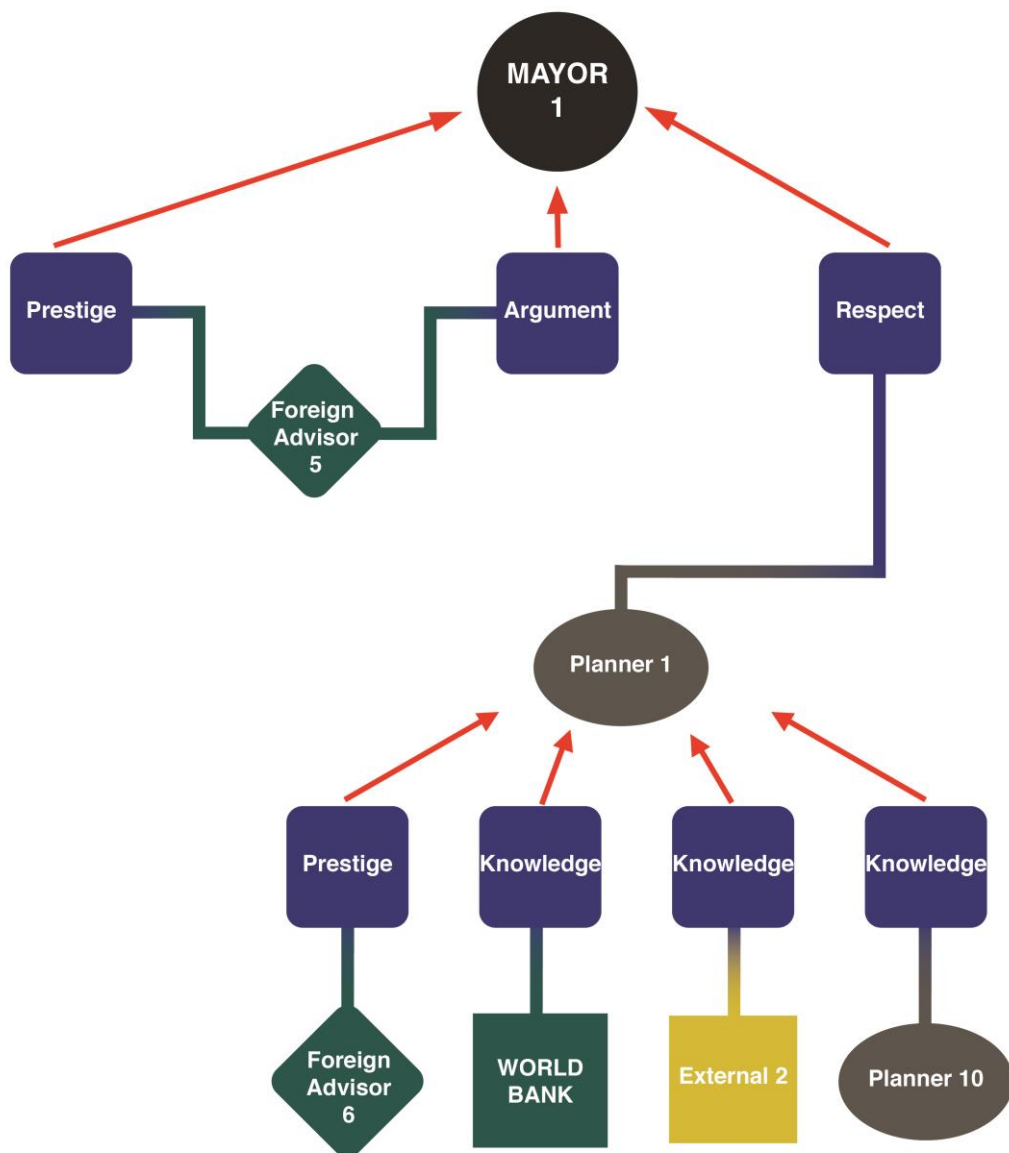 MAYOR
1
Prestige
Argument
Respect
Foreign
Advisor
5
Planner 1
Prestige
Knowledge
Knowledge
Knowledge
Foreign
Advisor
6
WORLD
BANK
External 2
Planner 10